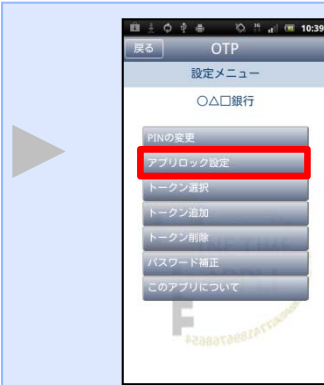 10:39
戻る OTP
設定メニュー
○△□銀行
PINの変更
アプリロック設定
トークン選択
トークン追加
トークン削除
パスワード補正
このアプリについて